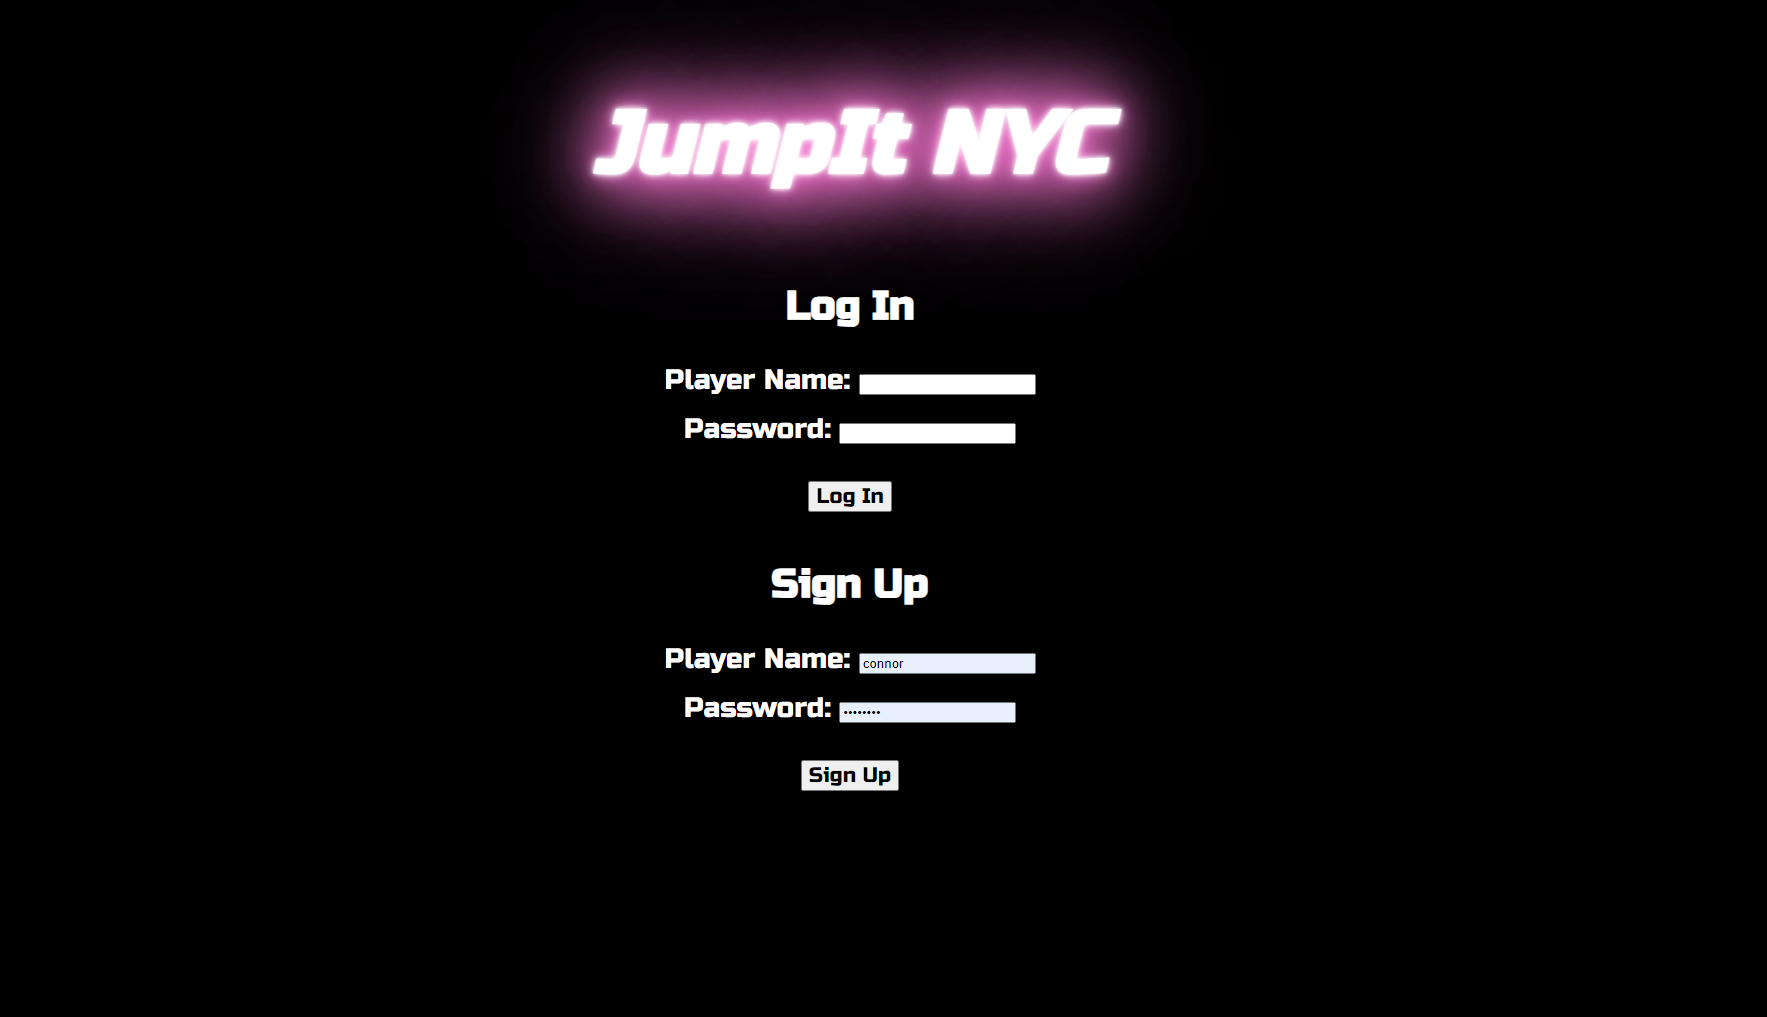 JumpIt NYC
Log In
Player Name:
Password:
Log In
Sign Up
Player Name: connor
Password: ••••••••
Sign Up